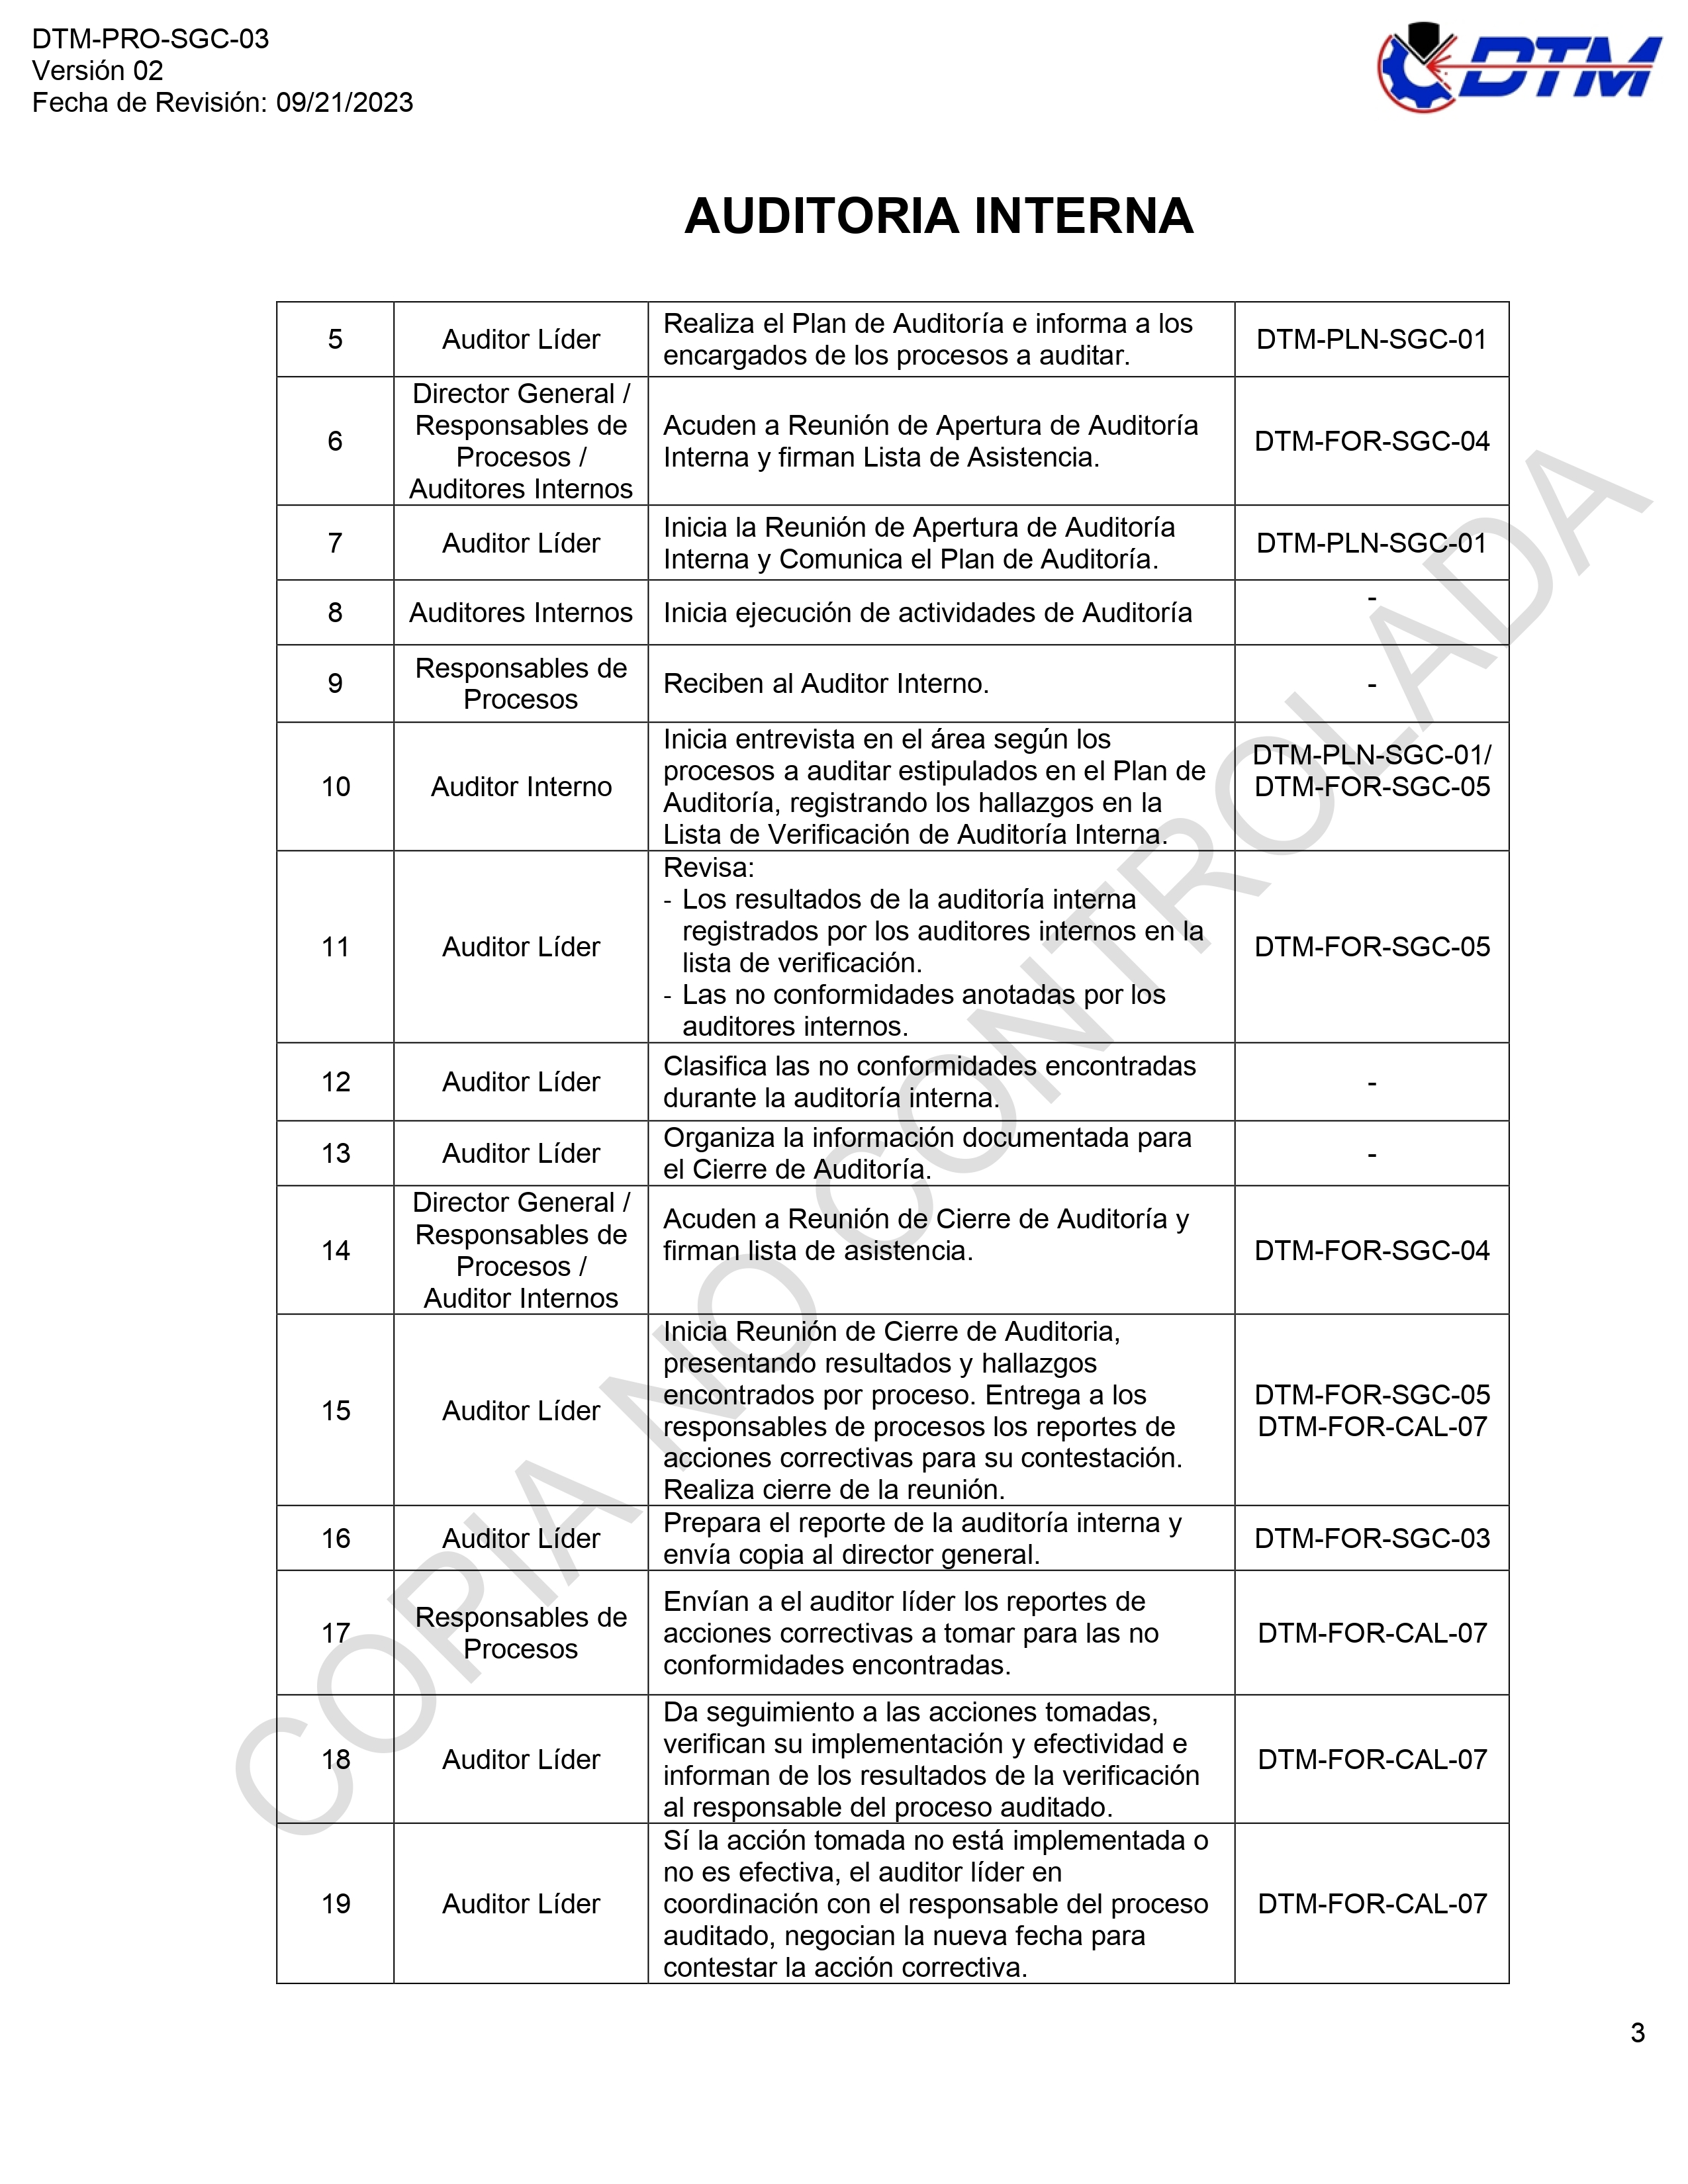 DTM-PRO-SGC-03
Versión 02
Fecha de Revisión: 09/21/2023
DTM
AUDITORIA INTERNA
5
Auditor Líder
Realiza el Plan de Auditoría e informa a los
encargados de los procesos a auditar.
DTM-PLN-SGC-01
6
Director General /
Responsables de
Procesos /
Auditores Internos
Acuden a Reunión de Apertura de Auditoría
Interna y firman Lista de Asistencia.
DTM-FOR-SGC-04
7
Auditor Líder
Inicia la Reunión de Apertura de Auditoría
Interna y Comunica el Plan de Auditoría.
DTM-PLN-SGC-01
8
Auditores Internos
Inicia ejecución de actividades de Auditoría
-
9
Responsables de
Procesos
Reciben al Auditor Interno.
-
10
Auditor Interno
Inicia entrevista en el área según los
procesos a auditar estipulados en el Plan de
Auditoría, registrando los hallazgos en la
Lista de Verificación de Auditoría Interna.
DTM-PLN-SGC-01/
DTM-FOR-SGC-05
11
Auditor Líder
Revisa:
- Los resultados de la auditoría interna
registrados por los auditores internos en la
lista de verificación.
- Las no conformidades anotadas por los
auditores internos.
DTM-FOR-SGC-05
12
Auditor Líder
Clasifica las no conformidades encontradas
durante la auditoría interna.
-
13
Auditor Líder
Organiza la información documentada para
el Cierre de Auditoría.
-
14
Director General /
Responsables de
Procesos /
Auditor Internos
Acuden a Reunión de Cierre de Auditoría y
firman lista de asistencia.
DTM-FOR-SGC-04
15
Auditor Líder
Inicia Reunión de Cierre de Auditoria,
presentando resultados y hallazgos
encontrados por proceso. Entrega a los
responsables de procesos los reportes de
acciones correctivas para su contestación.
Realiza cierre de la reunión.
DTM-FOR-SGC-05
DTM-FOR-CAL-07
16
Auditor Líder
Prepara el reporte de la auditoría interna y
envía copia al director general.
DTM-FOR-SGC-03
17
Responsables de
Procesos
Envían a el auditor líder los reportes de
acciones correctivas a tomar para las no
conformidades encontradas.
DTM-FOR-CAL-07
18
Auditor Líder
Da seguimiento a las acciones tomadas,
verifican su implementación y efectividad e
informan de los resultados de la verificación
al responsable del proceso auditado.
DTM-FOR-CAL-07
19
Auditor Líder
Sí la acción tomada no está implementada o
no es efectiva, el auditor líder en
coordinación con el responsable del proceso
auditado, negocian la nueva fecha para
contestar la acción correctiva.
DTM-FOR-CAL-07
COPIA NO CONTROLADA
3